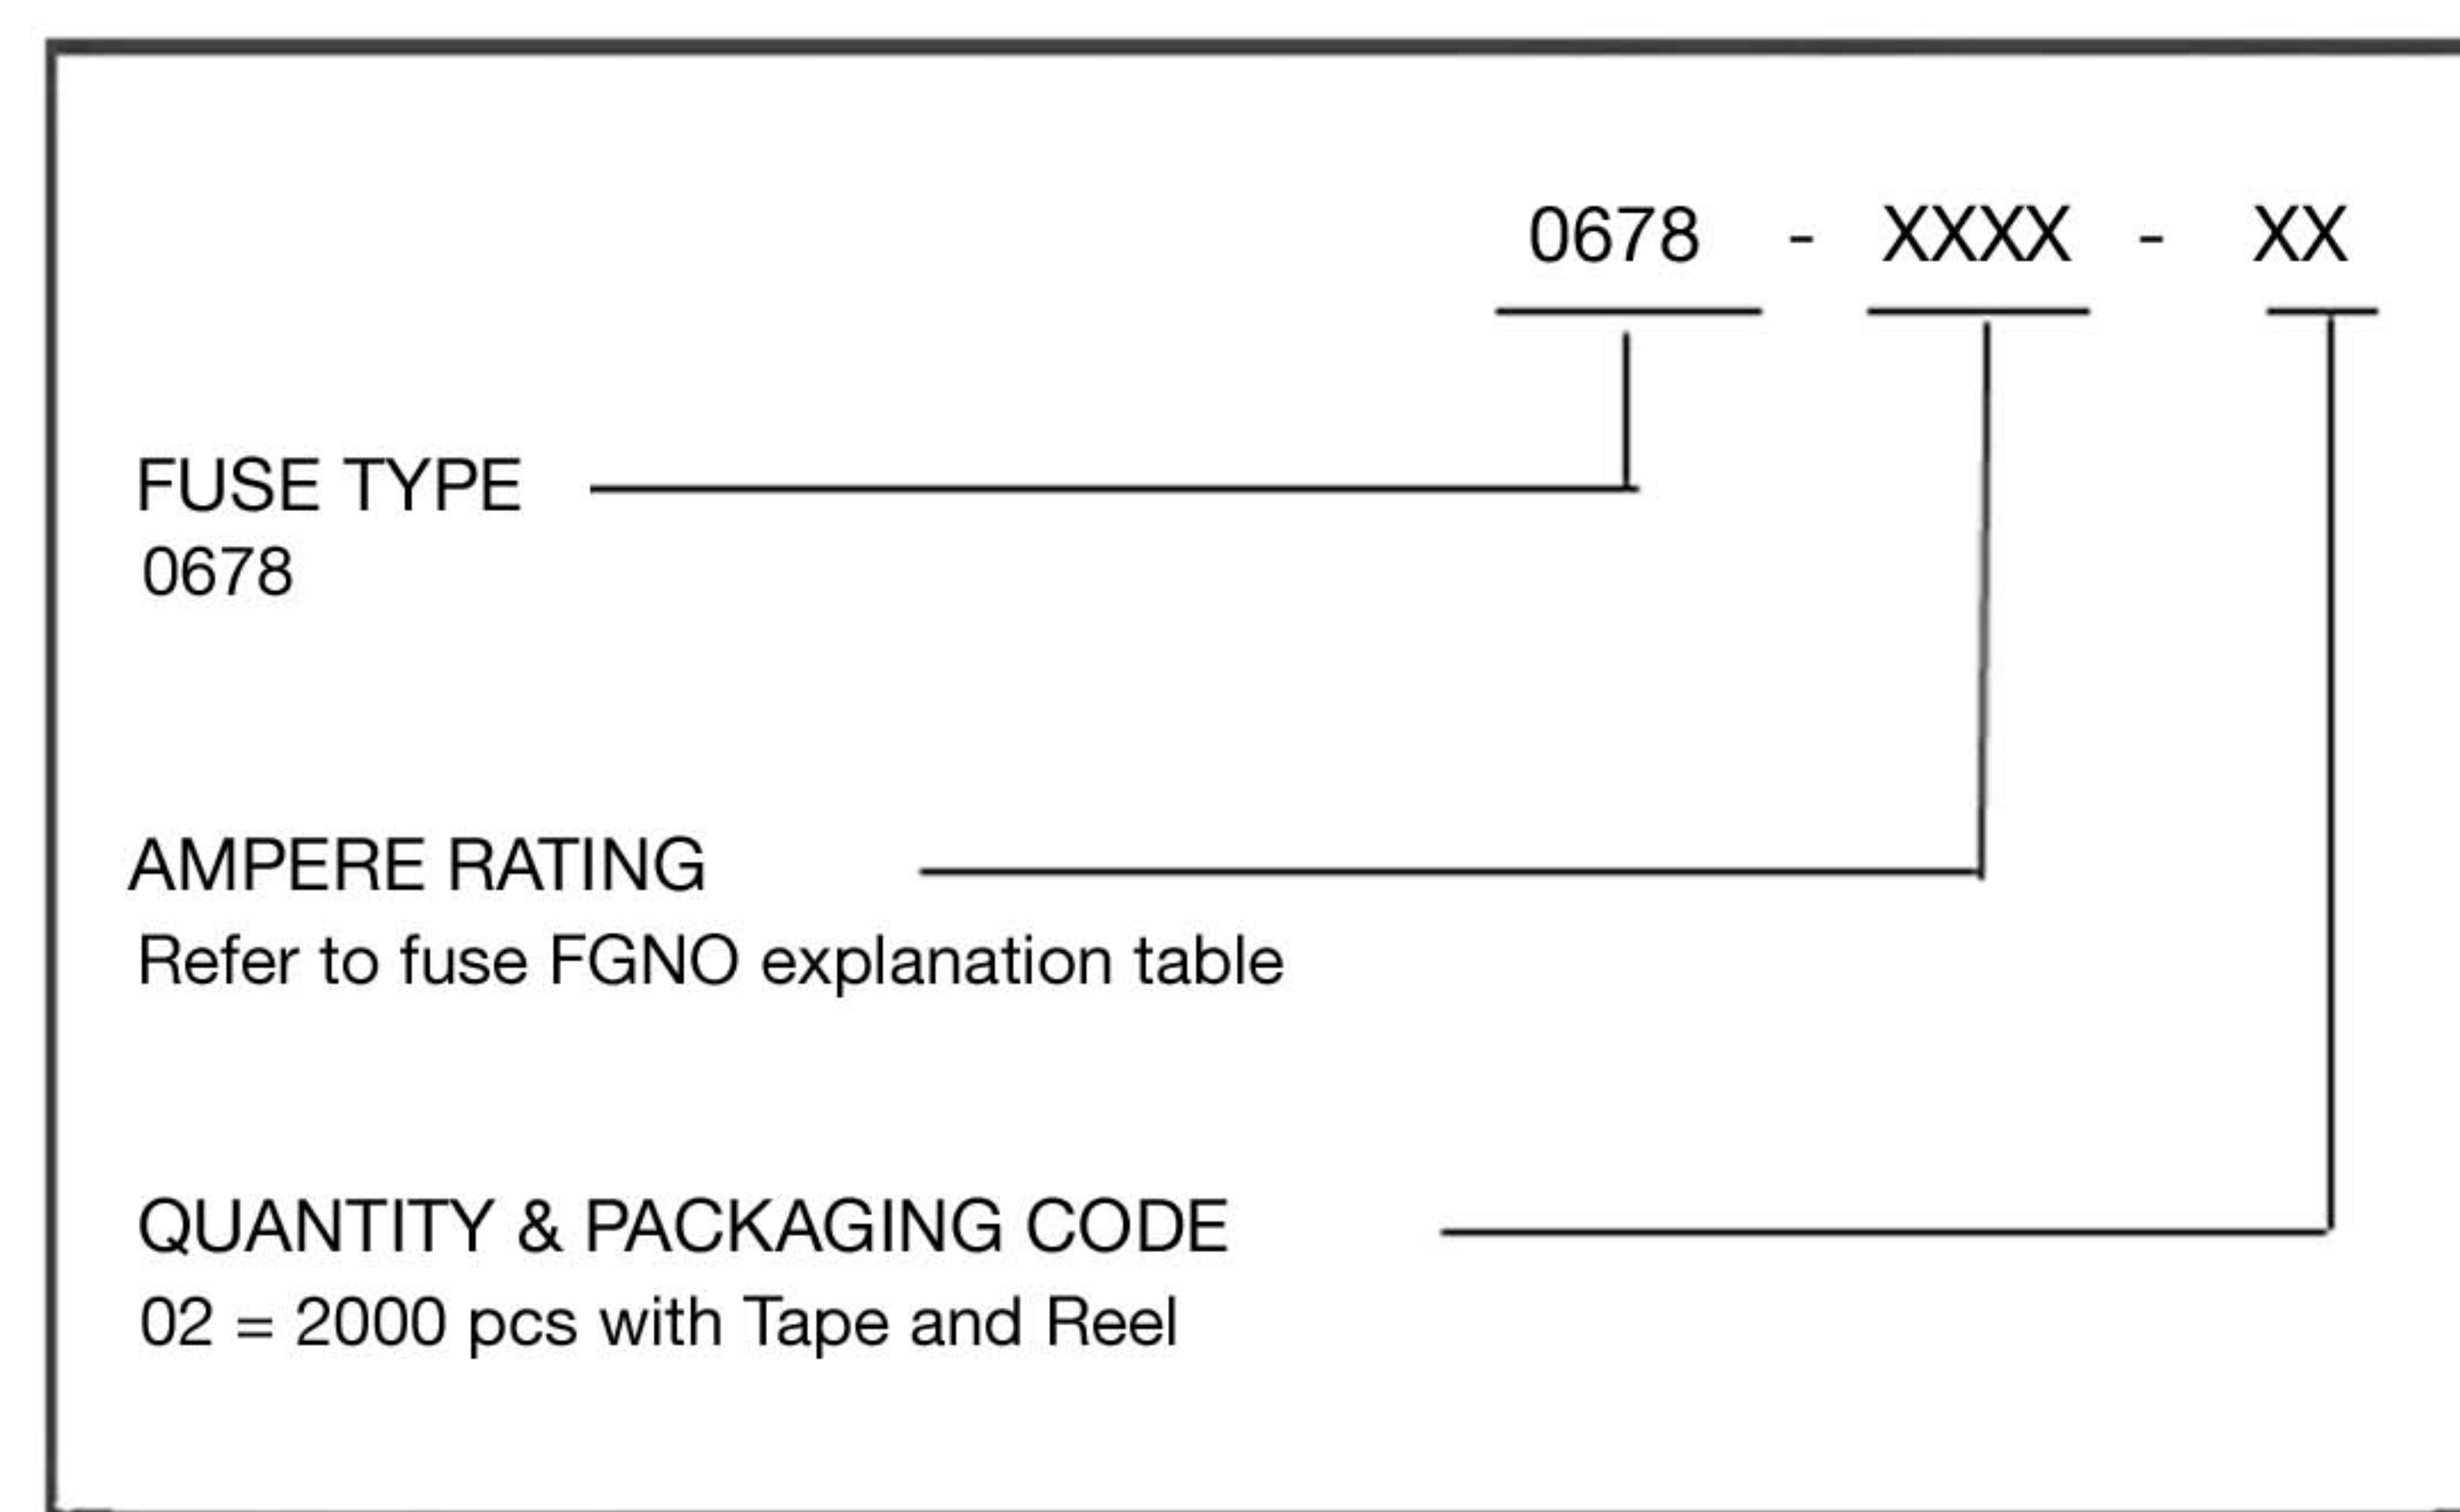 0678 - XXXX - XX
FUSE TYPE
0678
AMPERE RATING
Refer to fuse FGNO explanation table
QUANTITY & PACKAGING CODE
02 = 2000 pcs with Tape and Reel